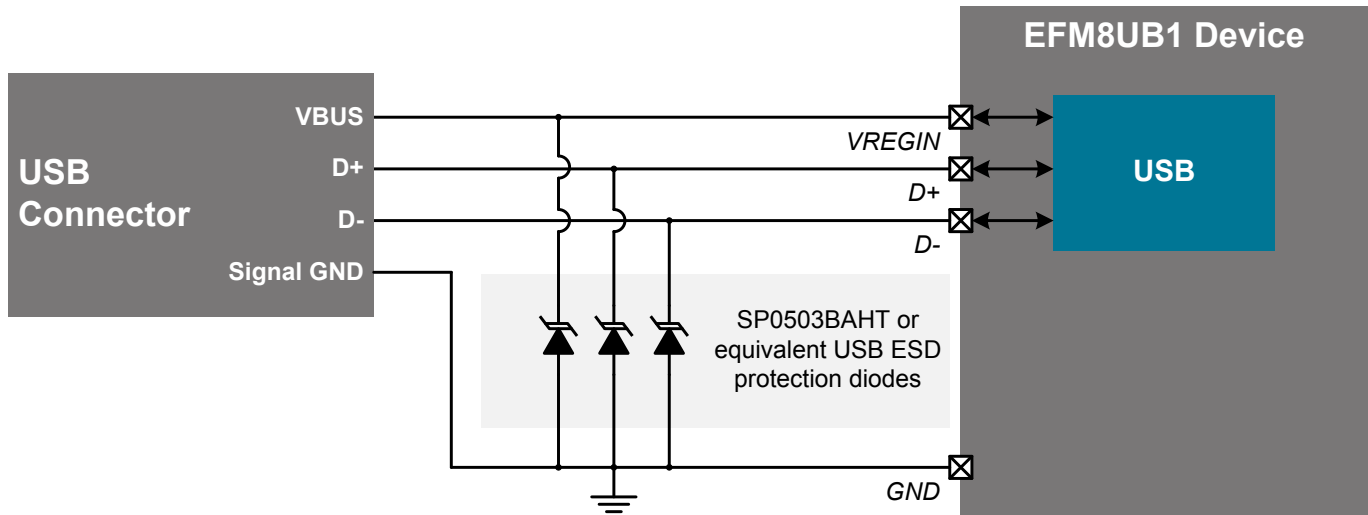 EFM8UB1 Device
USB
Connector
VBUS
D+
D-
Signal GND
VREGIN
D+
D-
USB
SP0503BAHT or
equivalent USB ESD
protection diodes
GND